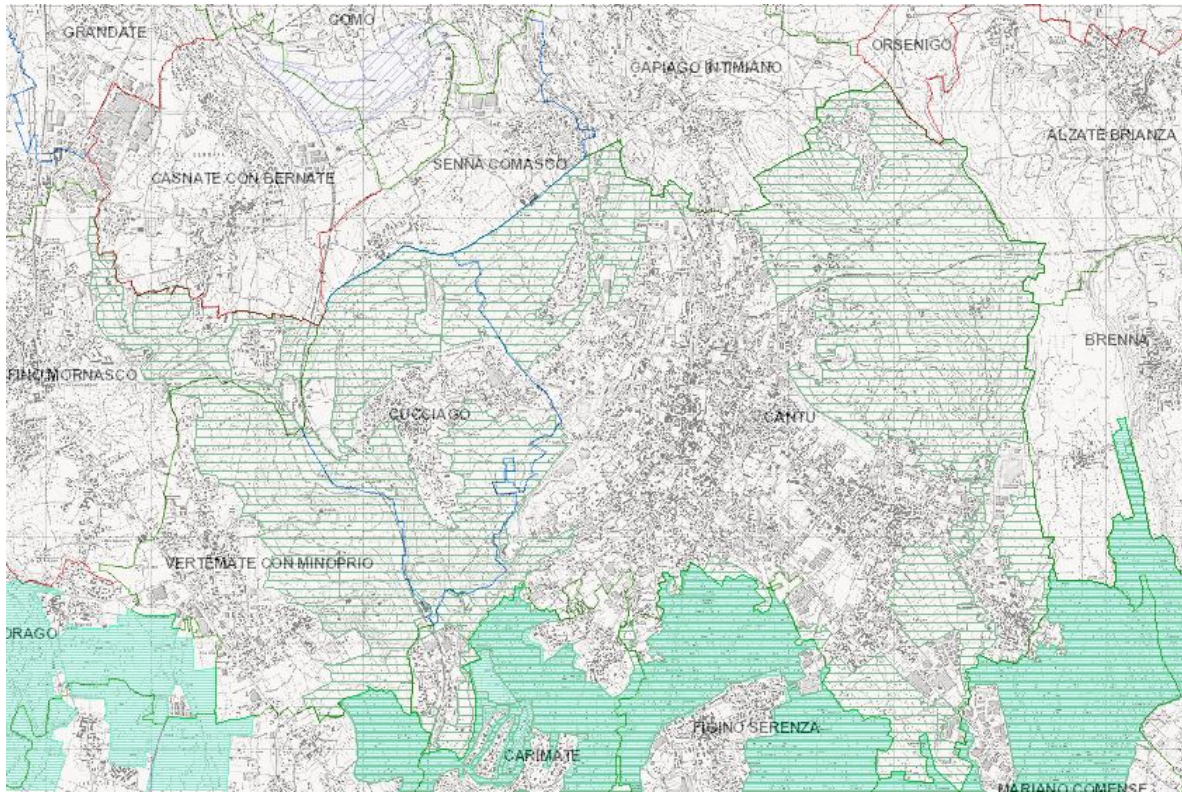 COMO
GRANDATE
ORSENIGO
CAPIAGO INTIMIANO
ALZATE BRIANZA
SENNA COMASCO
CASNATE CON BERNATE
BRENNA
FINO MORNASCO
CUCCIAGO
CANTU
VERTEMATE CON MINOPRIO
ORAGO
FIGINO SERENZA
CARIMATE
MARIANO COMENSE